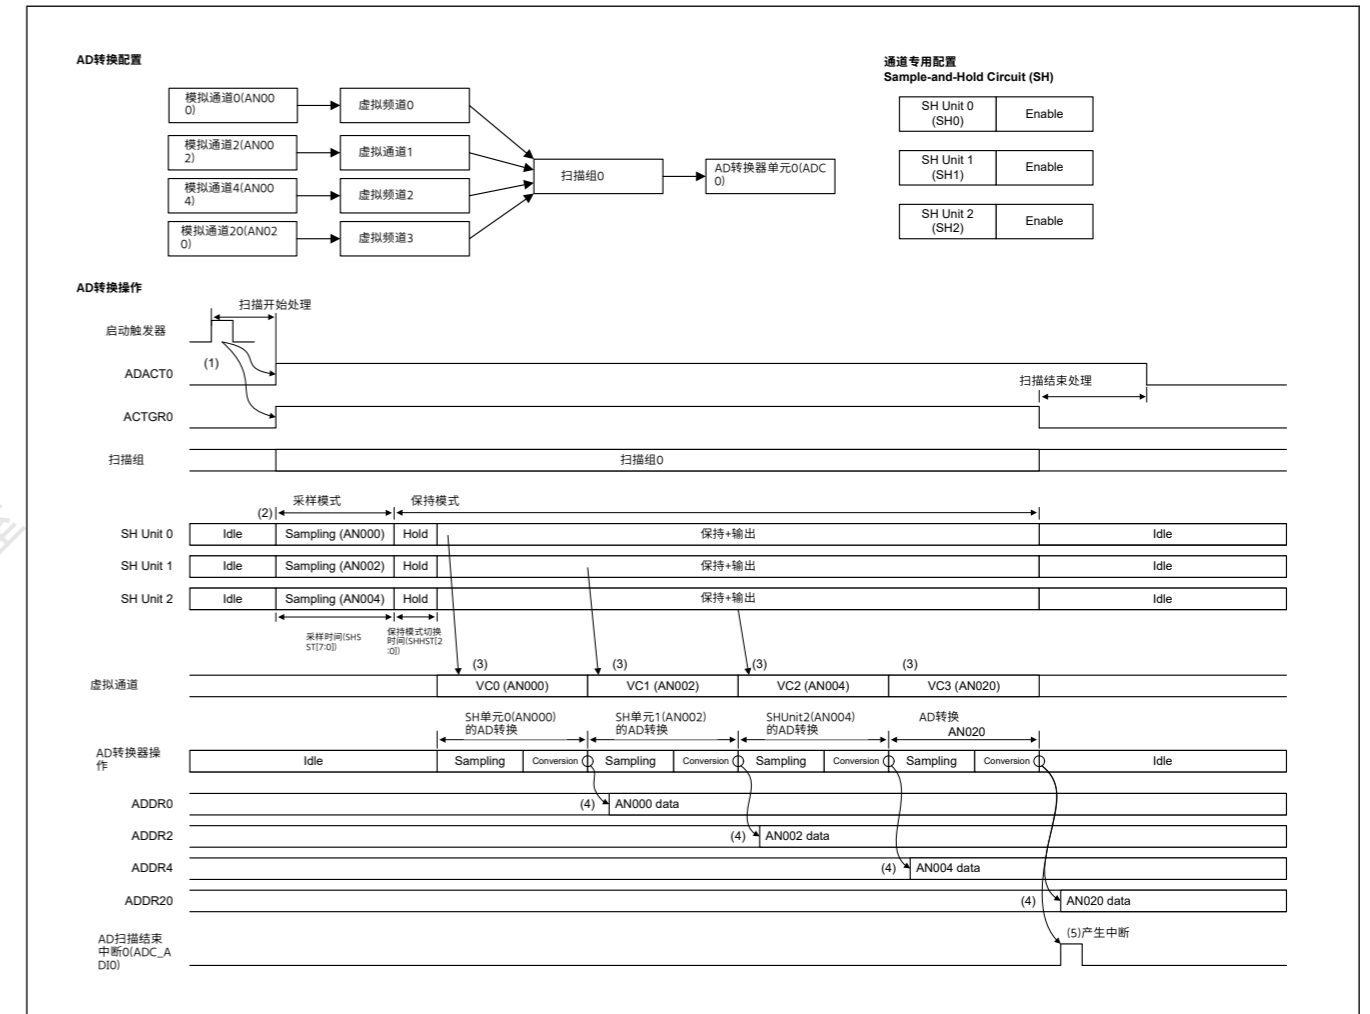 AD转换配置
通道专用配置
Sample-and-Hold Circuit (SH)
模拟通道0(AN00
0)
虚拟频道0
模拟通道2(AN00
2)
虚拟通道1
模拟通道4(AN00
4)
虚拟频道2
模拟通道20(AN02
0)
虚拟频道3
扫描组0
AD转换器单元0(ADC
0)
SH Unit 0
(SH0)
Enable
SH Unit 1
(SH1)
Enable
SH Unit 2
(SH2)
Enable
AD转换操作
扫描开始处理
启动触发器
(1)
ADACT0
扫描结束处理
ACTGR0
扫描组
扫描组0
采样模式
保持模式
(2)
SH Unit 0
Idle
Sampling (AN000)
Hold
保持+输出
Idle
SH Unit 1
Idle
Sampling (AN002)
Hold
保持+输出
Idle
SH Unit 2
Idle
Sampling (AN004)
Hold
保持+输出
Idle
采样时间(SHS
ST[7:0])
保持模式切换
时间(SHHST[2
:0])
(3)
(3)
(3)
(3)
虚拟通道
VC0 (AN000)
VC1 (AN002)
VC2 (AN004)
VC3 (AN020)
SH单元0(AN000)
的AD转换
SH单元1(AN002)
的AD转换
SHUnit2(AN004)
的AD转换
AD转换
AN020
AD转换器操
作
Idle
Sampling
Conversion
Sampling
Conversion
Sampling
Conversion
Sampling
Conversion
Idle
ADDR0
(4)
AN000 data
ADDR2
(4)
AN002 data
ADDR4
(4)
AN004 data
ADDR20
(4)
AN020 data
AD扫描结束
中断0(ADC_A
DI0)
(5)产生中断